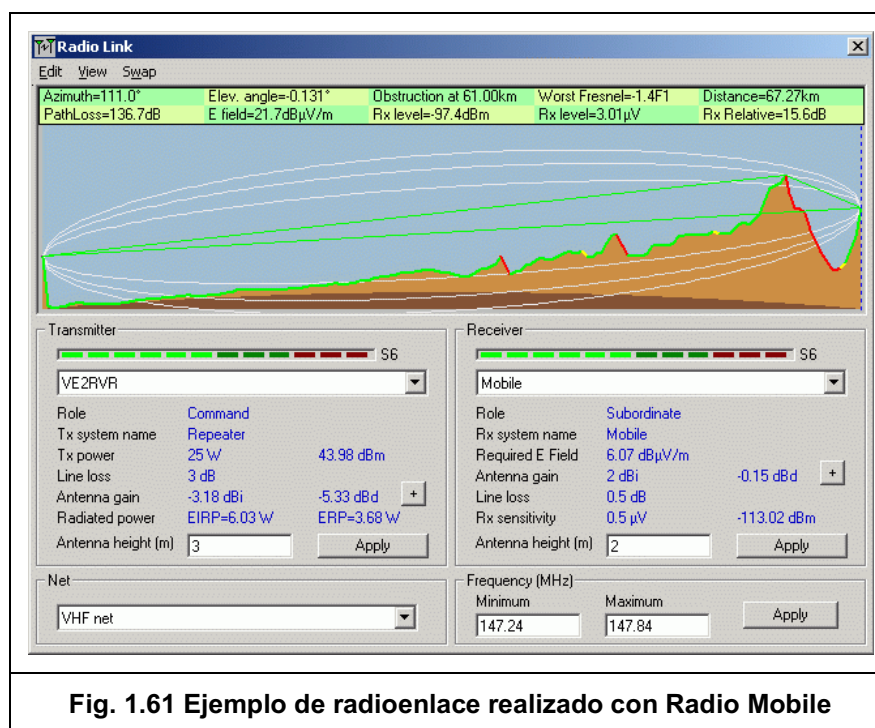 Radio Link
Edit View Swap
Azimuth=111.0° Elev. angle=-0.131° Obstruction at 61.00km Worst Fresnel=-1.4F1 Distance=67.27km
PathLoss=136.7dB E field=21.7dBµV/m Rx level=-97.4dBm Rx level=3.01µV Rx Relative=15.6dB
Transmitter
S6
VE2RVR
Role Command
Tx system name Repeater
Tx power 25 W 43.98 dBm
Line loss 3 dB
Antenna gain -3.18 dBi -5.33 dBd +
Radiated power EIRP=6.03 W ERP=3.68 W
Antenna height (m) 3 Apply
Receiver
S6
Mobile
Role Subordinate
Rx system name Mobile
Required E Field 6.07 dBµV/m
Antenna gain 2 dBi -0.15 dBd +
Line loss 0.5 dB
Rx sensitivity 0.5 µV -113.02 dBm
Antenna height (m) 2 Apply
Net
VHF net
Frequency (MHz)
Minimum Maximum
147.24 147.84 Apply
Fig. 1.61 Ejemplo de radioenlace realizado con Radio Mobile